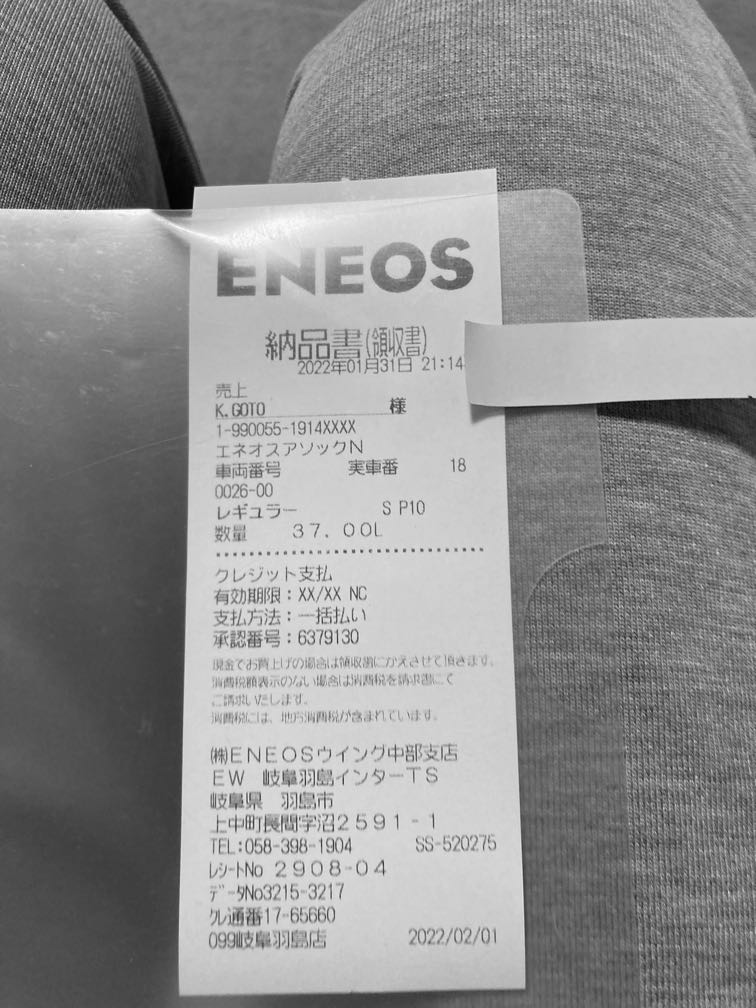 ENEOS
納品書(領収書)
2022年01月31日 21:14
売上
K.GOTO 様
1-990055-1914XXXX
エネオスアソックN
車両番号 実車番 18
0026-00
レギュラー S P10
数量 37.00L
クレジット支払
有効期限:XX/XX NC
支払方法:一括払い
承認番号:6379130
現金でお買上げの場合は領収書にかえさせて頂きます。
消費税額表示のない場合は消費税を請求書にて
ご請求いたします。
消費税には、地方消費税が含まれています。
㈱ENEOSウイング中部支店
EW 岐阜羽島インターTS
岐阜県 羽島市
上中町長間字沼2591-1
TEL:058-398-1904 SS-520275
レシートNo 2908-04
データNo3215-3217
クレ通番17-65660
099岐阜羽島店 2022/02/01